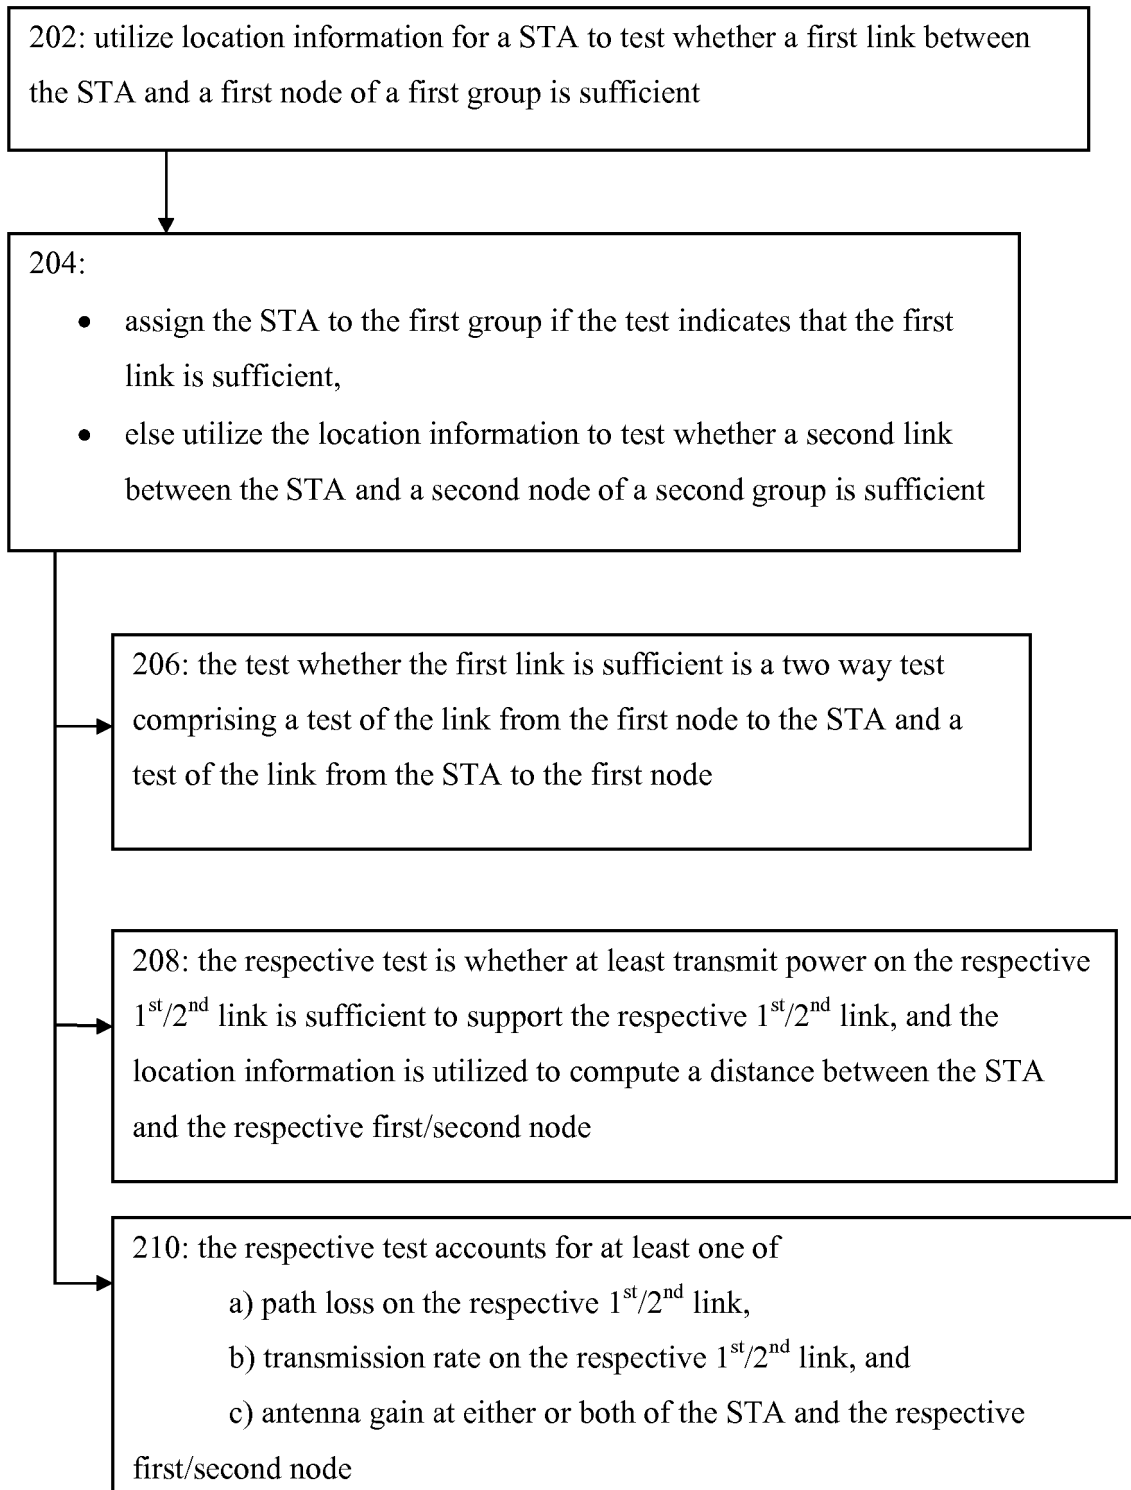 202: utilize location information for a STA to test whether a first link between
the STA and a first node of a first group is sufficient
204:
• assign the STA to the first group if the test indicates that the first
link is sufficient,
• else utilize the location information to test whether a second link
between the STA and a second node of a second group is sufficient
206: the test whether the first link is sufficient is a two way test
comprising a test of the link from the first node to the STA and a
test of the link from the STA to the first node
208: the respective test is whether at least transmit power on the respective
1st/2nd link is sufficient to support the respective 1st/2nd link, and the
location information is utilized to compute a distance between the STA
and the respective first/second node
210: the respective test accounts for at least one of
a) path loss on the respective 1st/2nd link,
b) transmission rate on the respective 1st/2nd link, and
c) antenna gain at either or both of the STA and the respective
first/second node